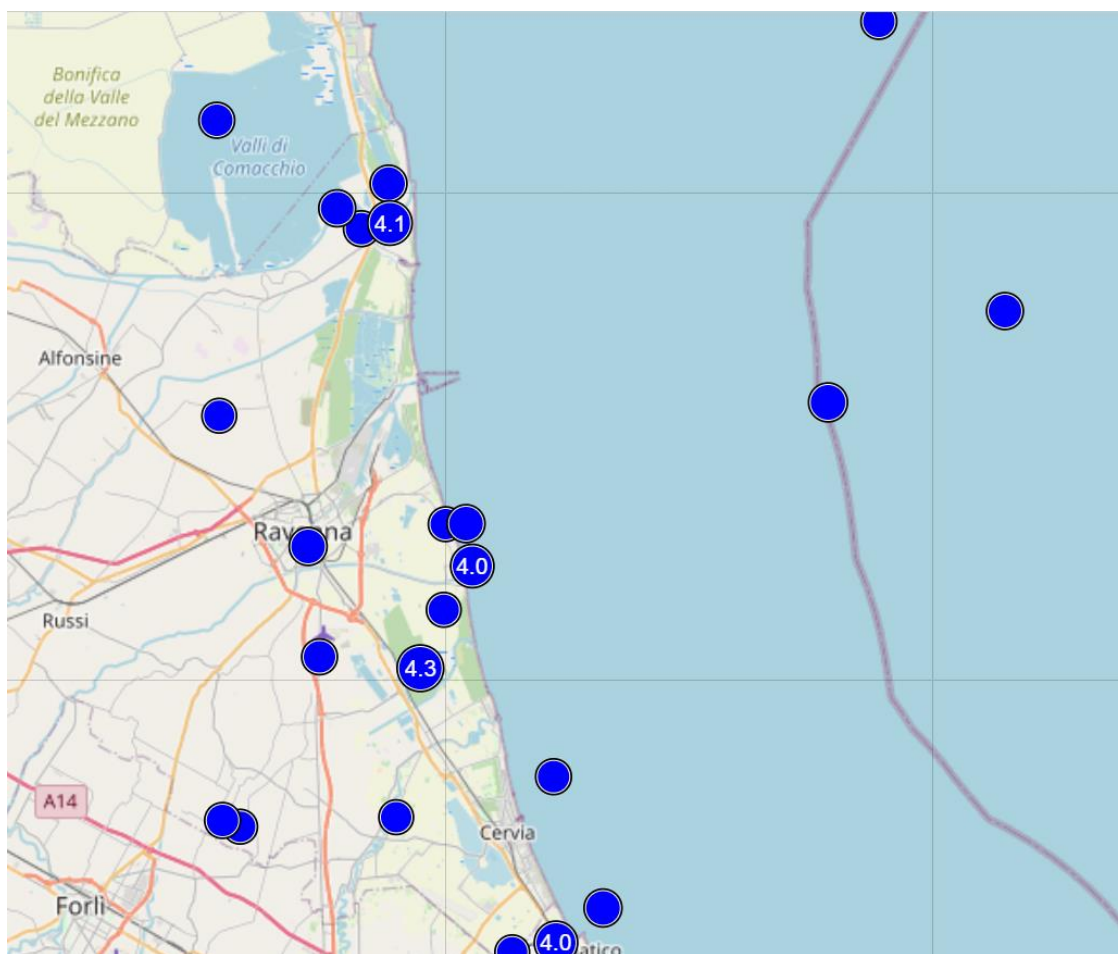 Bonifica
della Valle
del Mezzano
Valli di
Comacchio
4.1
Alfonsine
Ravenna
4.0
Russi
4.3
A14
Cervia
Forlì
4.0